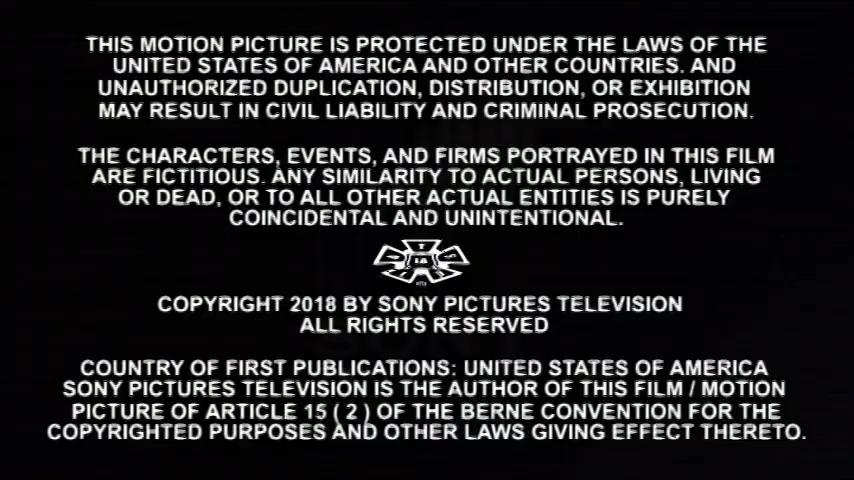 THIS MOTION PICTURE IS PROTECTED UNDER THE LAWS OF THE
UNITED STATES OF AMERICA AND OTHER COUNTRIES. AND
UNAUTHORIZED DUPLICATION, DISTRIBUTION, OR EXHIBITION
MAY RESULT IN CIVIL LIABILITY AND CRIMINAL PROSECUTION.
THE CHARACTERS, EVENTS, AND FIRMS PORTRAYED IN THIS FILM
ARE FICTITIOUS. ANY SIMILARITY TO ACTUAL PERSONS, LIVING
OR DEAD, OR TO ALL OTHER ACTUAL ENTITIES IS PURELY
COINCIDENTAL AND UNINTENTIONAL.
COPYRIGHT 2018 BY SONY PICTURES TELEVISION
ALL RIGHTS RESERVED
COUNTRY OF FIRST PUBLICATIONS: UNITED STATES OF AMERICA
SONY PICTURES TELEVISION IS THE AUTHOR OF THIS FILM / MOTION
PICTURE OF ARTICLE 15 ( 2 ) OF THE BERNE CONVENTION FOR THE
COPYRIGHTED PURPOSES AND OTHER LAWS GIVING EFFECT THERETO.